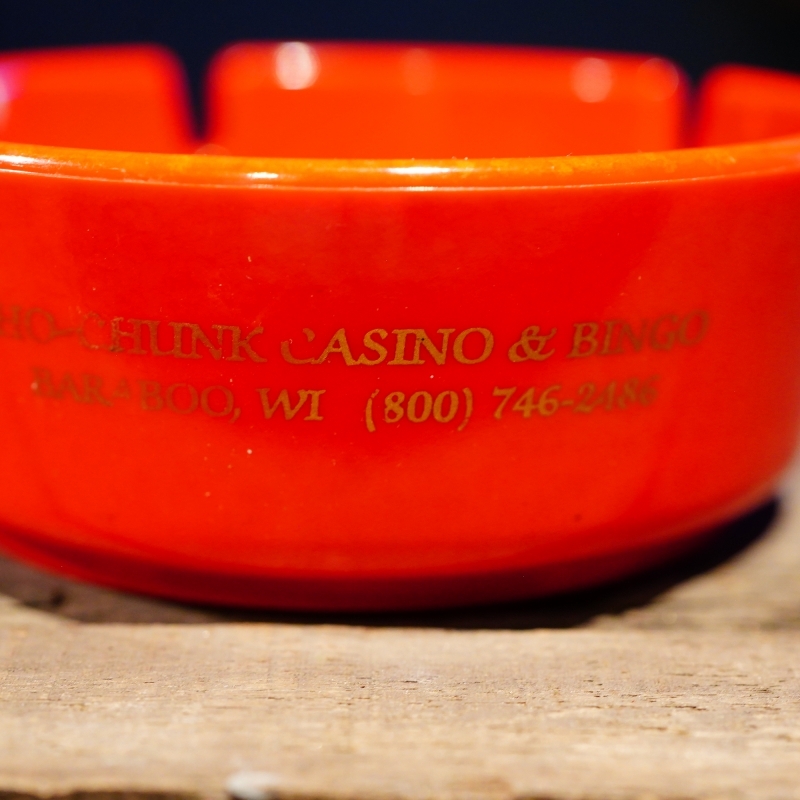 HO-CHUNK CASINO & BINGO
BARABOO, WI (800) 746-2486